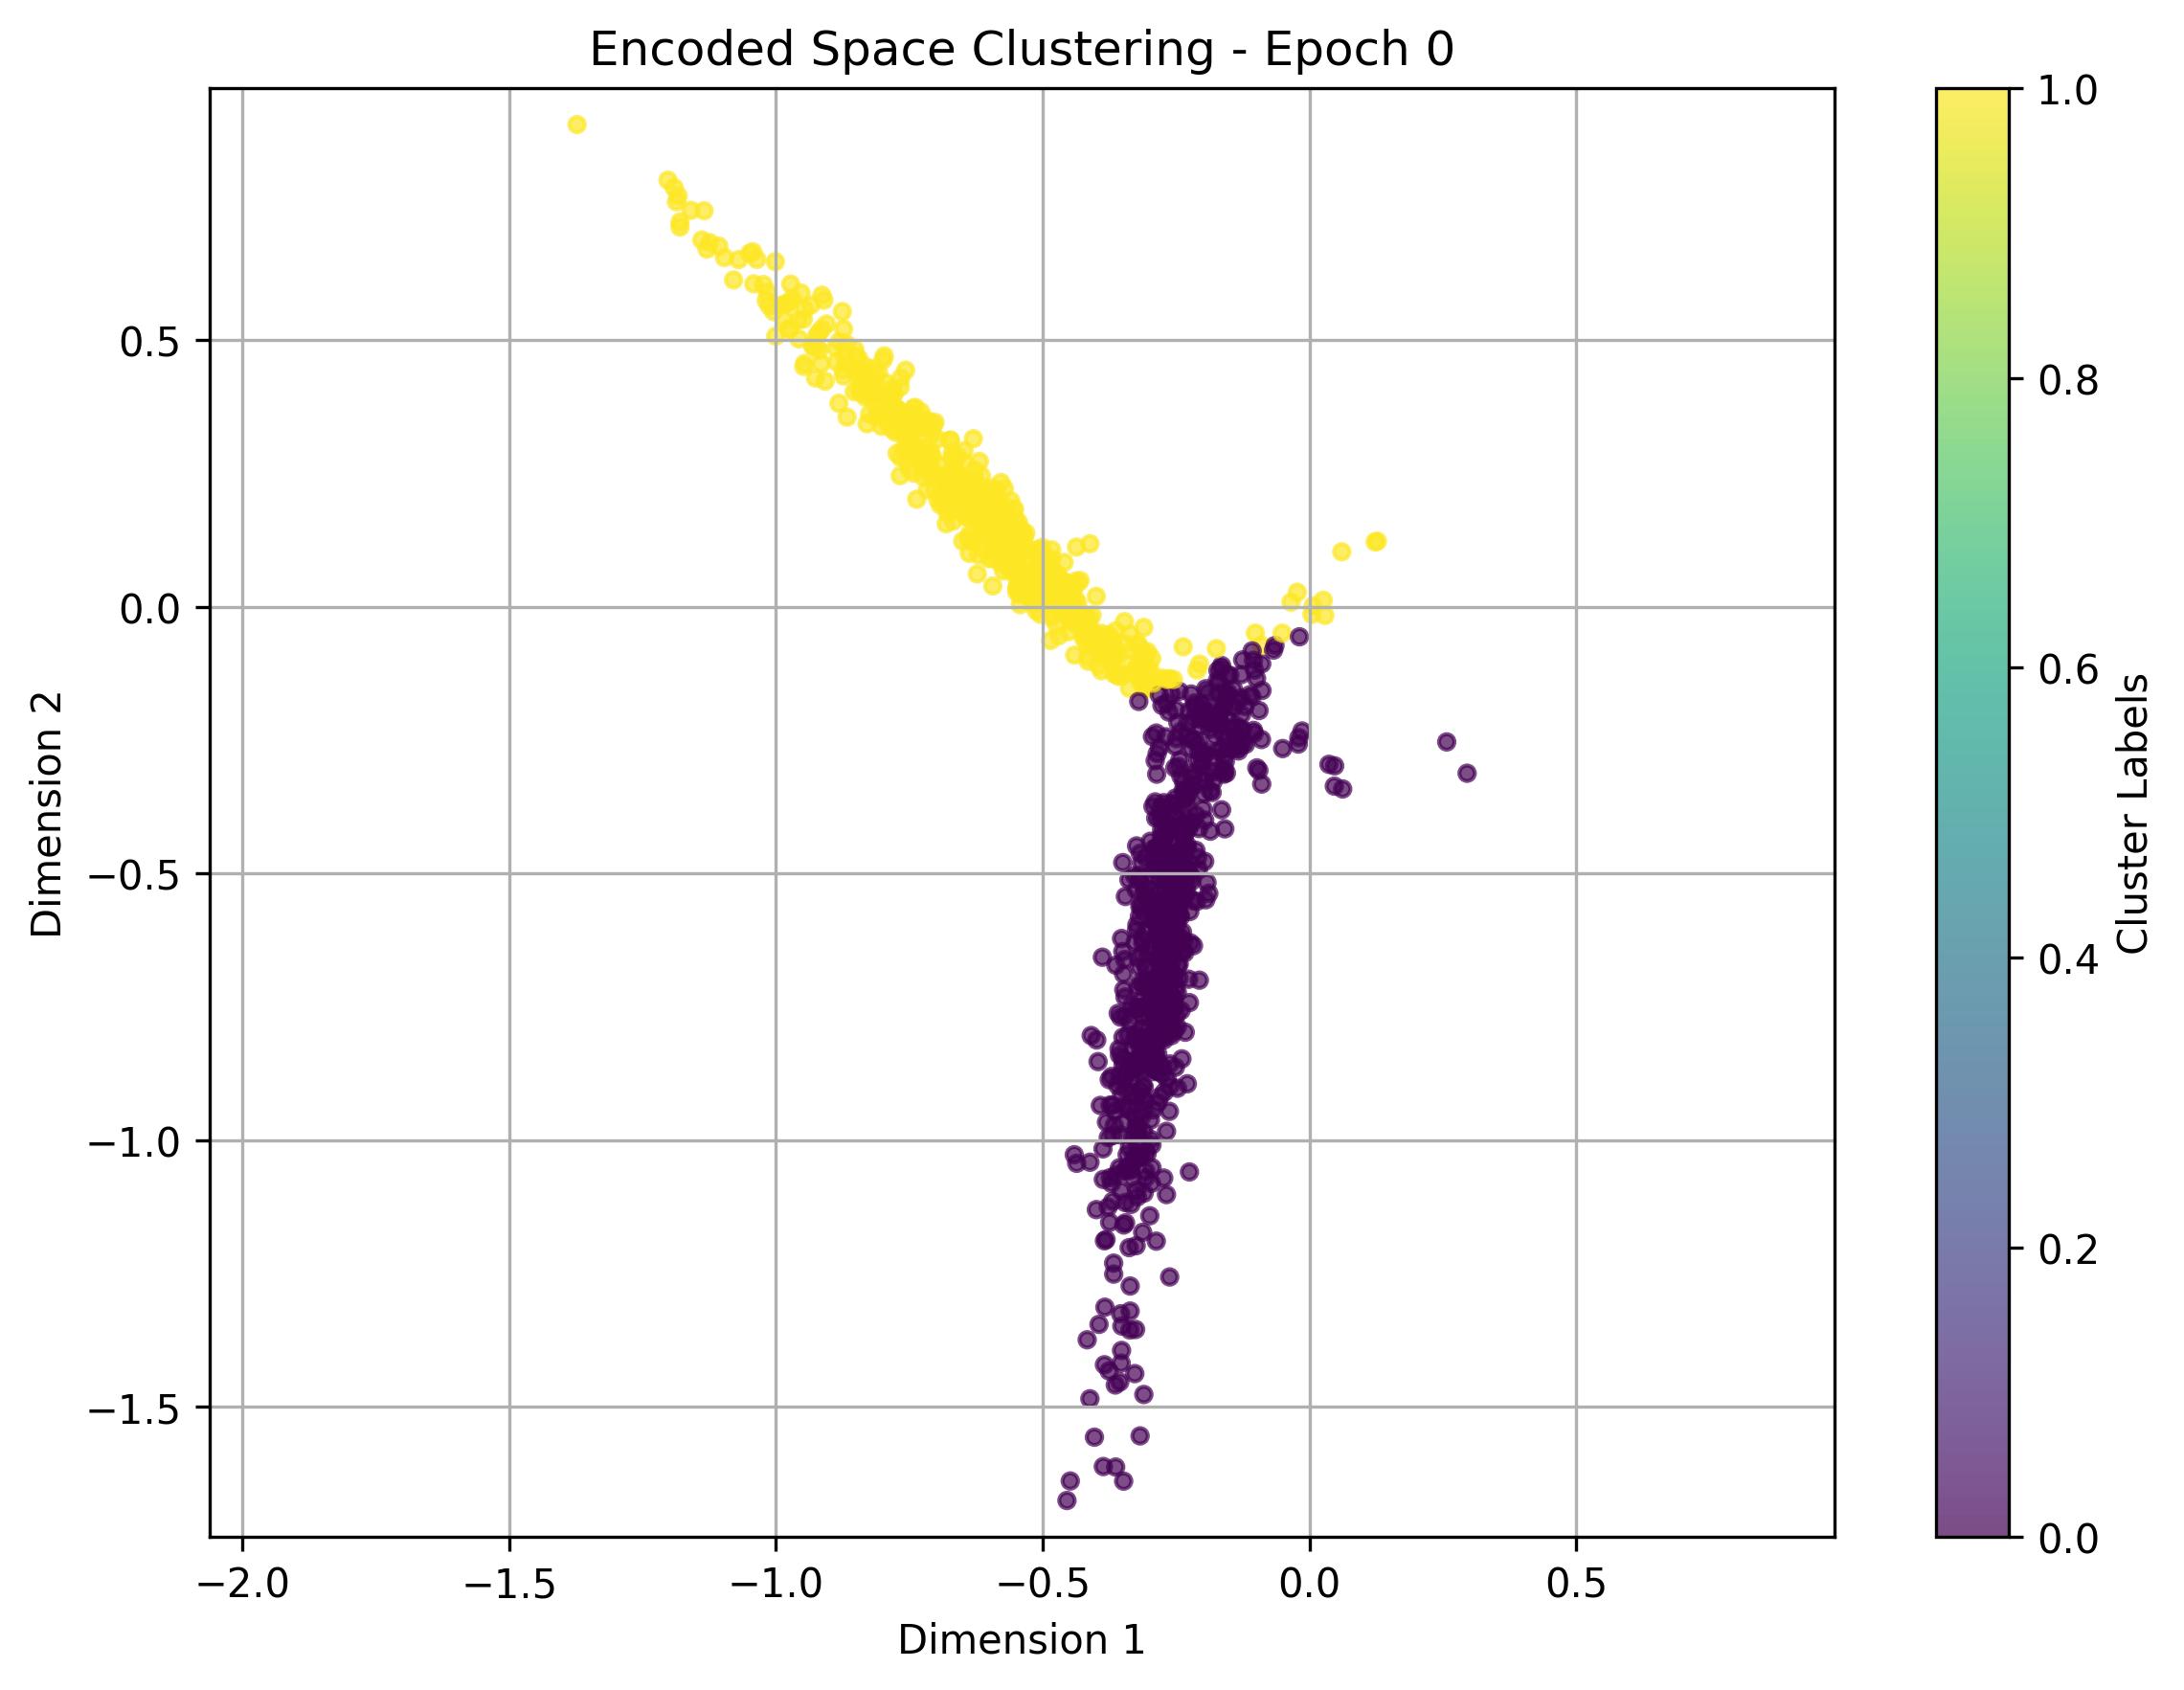 Encoded Space Clustering - Epoch 0
Dimension 2
0.5
0.0
−0.5
−1.0
−1.5
−2.0 −1.5 −1.0 −0.5 0.0 0.5
Dimension 1
1.0
0.8
0.6
0.4
0.2
0.0
Cluster Labels